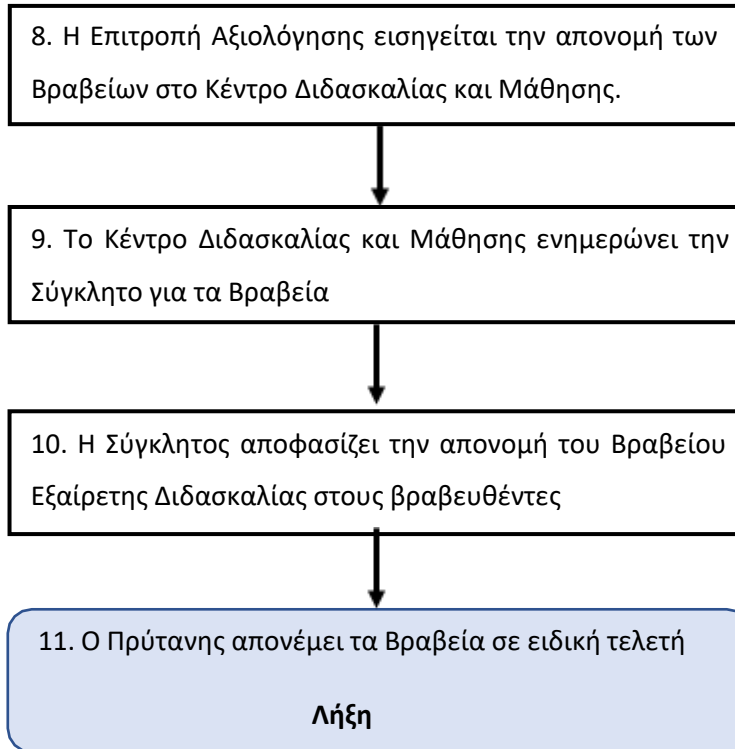 8. Η Επιτροπή Αξιολόγησης εισηγείται την απονομή των
Βραβείων στο Κέντρο Διδασκαλίας και Μάθησης.
9. Το Κέντρο Διδασκαλίας και Μάθησης ενημερώνει την
Σύγκλητο για τα Βραβεία
10. Η Σύγκλητος αποφασίζει την απονομή του Βραβείου
Εξαίρετης Διδασκαλίας στους βραβευθέντες
11. Ο Πρύτανης απονέμει τα Βραβεία σε ειδική τελετή
Λήξη